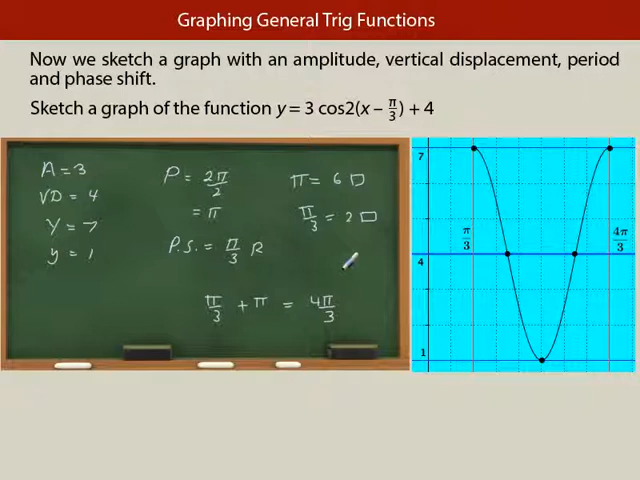 Graphing General Trig Functions
Now we sketch a graph with an amplitude, vertical displacement, period
and phase shift.
Sketch a graph of the function y = 3 cos2(x – π/3) + 4
A = 3
VD = 4
Y = 7
y = 1
P = 2π/2
= π
P.S. = π/3 R
π = 6 □
π/3 = 2 □
π/3 + π = 4π/3
7
π/3
4π/3
4
1